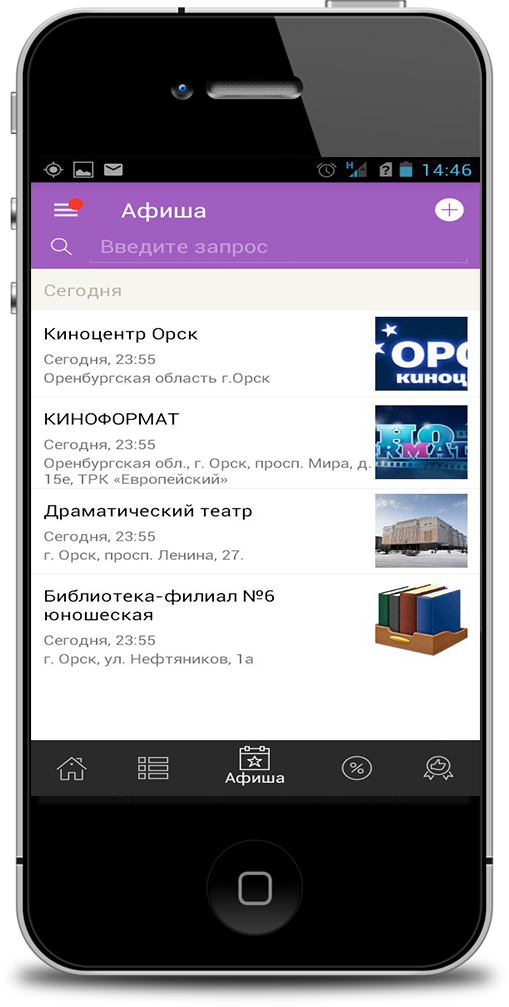 H
14:46
Афиша
Введите запрос
Сегодня
Киноцентр Орск
Сегодня, 23:55
Оренбургская область г.Орск
ОРС
киноц
КИНОФОРМАТ
Сегодня, 23:55
Оренбургская обл., г. Орск, просп. Мира, д.
15е, ТРК «Европейский»
НО
РМАТ
Драматический театр
Сегодня, 23:55
г. Орск, просп. Ленина, 27.
Библиотека-филиал №6
юношеская
Сегодня, 23:55
г. Орск, ул. Нефтяников, 1а
Афиша